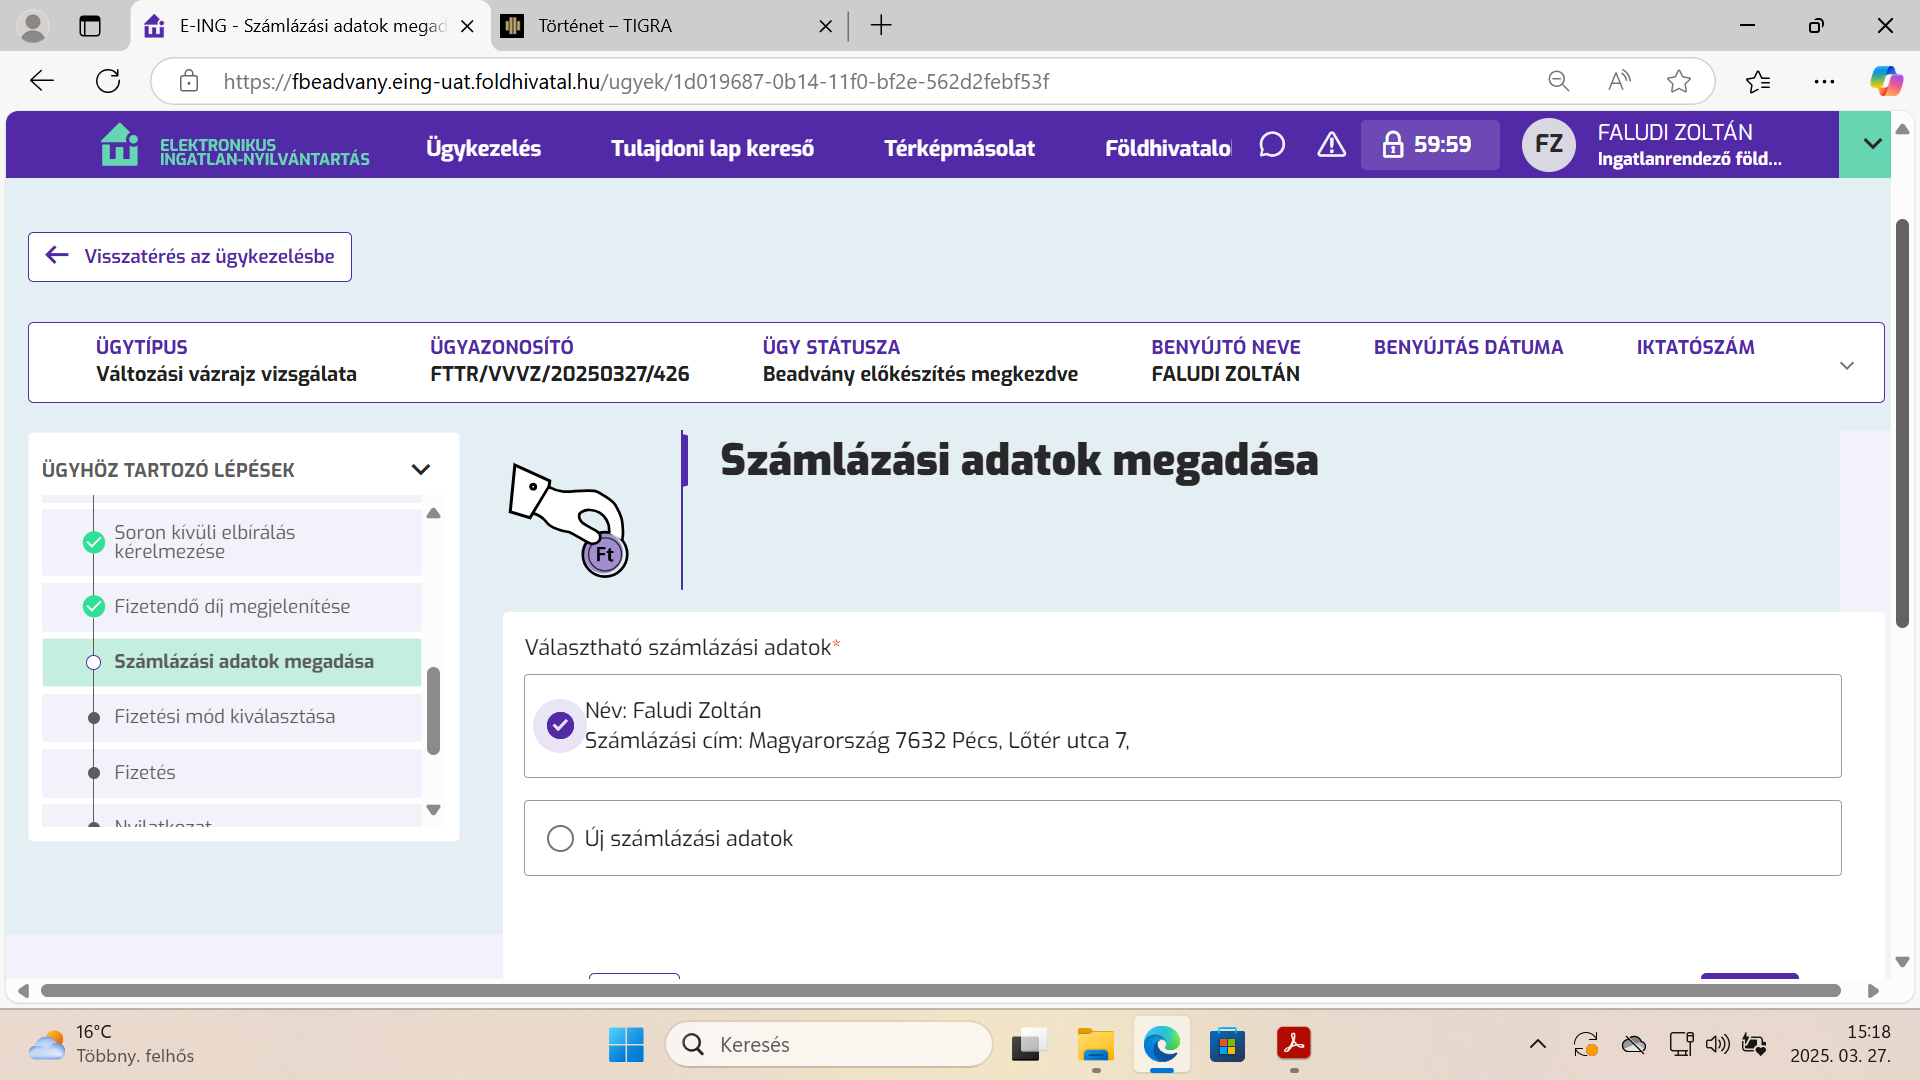 E-ING - Számlázási adatok megad
Történet – TIGRA
https://fbeadvany.eing-uat.foldhivatal.hu/ugyek/1d019687-0b14-11f0-bf2e-562d2febf53f
ELEKTRONIKUS
INGATLAN-NYILVÁNTARTÁS
Ügykezelés
Tulajdoni lap kereső
Térképmásolat
Földhivatalo
59:59
FZ
FALUDI ZOLTÁN
Ingatlanrendező föld...
Visszatérés az ügykezelésbe
ÜGYTÍPUS
Változási vázrajz vizsgálata
ÜGYAZONOSÍTÓ
FTTR/VVVZ/20250327/426
ÜGY STÁTUSZA
Beadvány előkészítés megkezdve
BENYÚJTÓ NEVE
FALUDI ZOLTÁN
BENYÚJTÁS DÁTUMA
IKTATÓSZÁM
ÜGYHÖZ TARTOZÓ LÉPÉSEK
Soron kívüli elbírálás
kérelmezése
Fizetendő díj megjelenítése
Számlázási adatok megadása
Fizetési mód kiválasztása
Fizetés
Nyilatkozat
Ft
Számlázási adatok megadása
Választható számlázási adatok*
Név: Faludi Zoltán
Számlázási cím: Magyarország 7632 Pécs, Lőtér utca 7,
Új számlázási adatok
16°C
Többny. felhős
Keresés
15:18
2025. 03. 27.